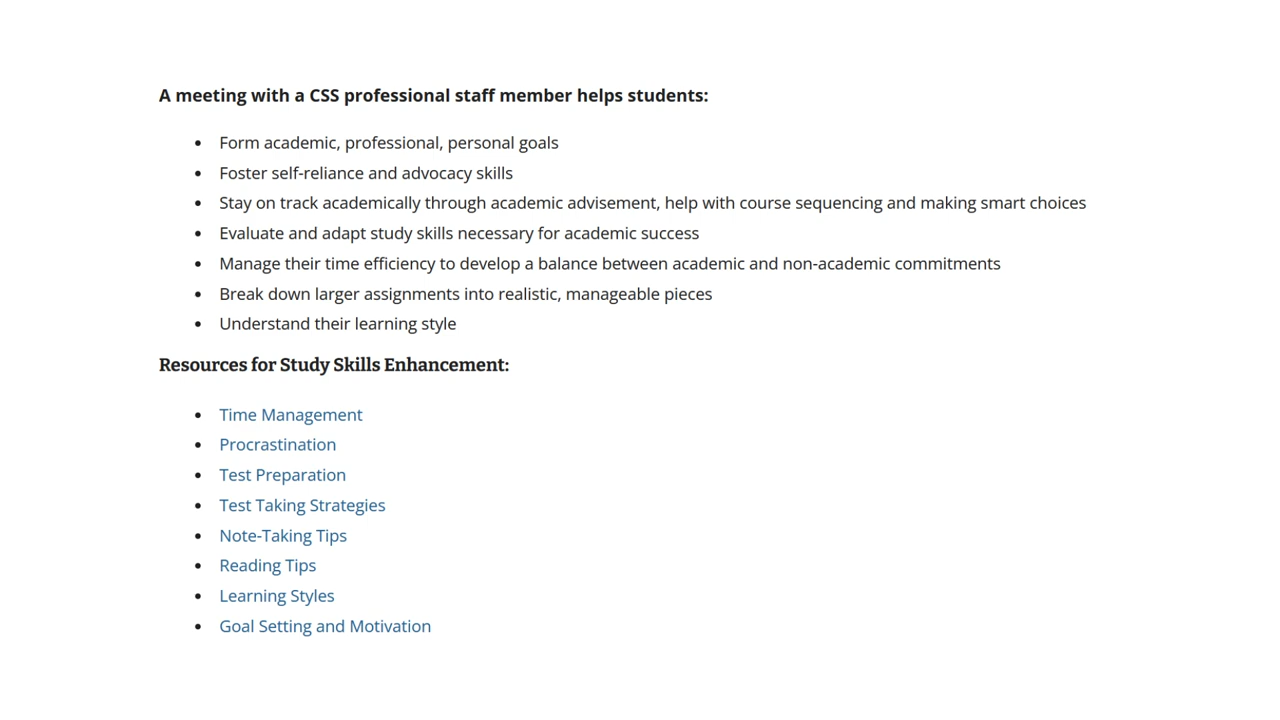 A meeting with a CSS professional staff member helps students:
Form academic, professional, personal goals
Foster self-reliance and advocacy skills
Stay on track academically through academic advisement, help with course sequencing and making smart choices
Evaluate and adapt study skills necessary for academic success
Manage their time efficiency to develop a balance between academic and non-academic commitments
Break down larger assignments into realistic, manageable pieces
Understand their learning style
Resources for Study Skills Enhancement:
Time Management
Procrastination
Test Preparation
Test Taking Strategies
Note-Taking Tips
Reading Tips
Learning Styles
Goal Setting and Motivation